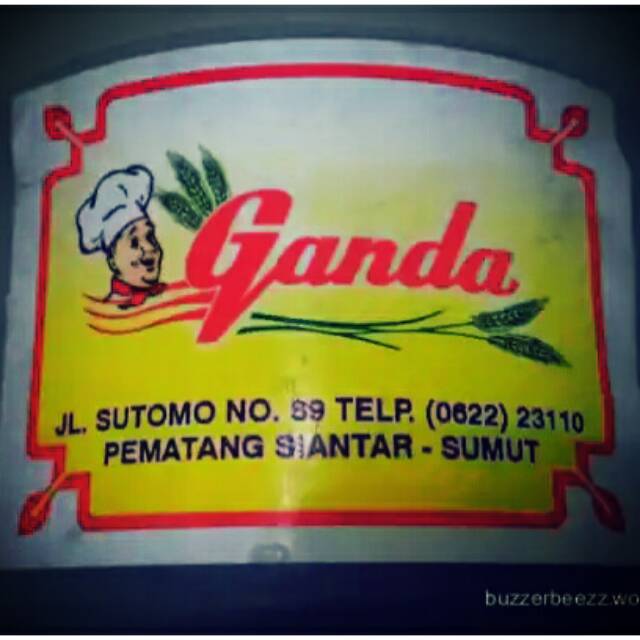 Ganda
JL. SUTOMO NO. 89 TELP. (0622) 23110
PEMATANG SIANTAR - SUMUT
buzzerbeezz.wo